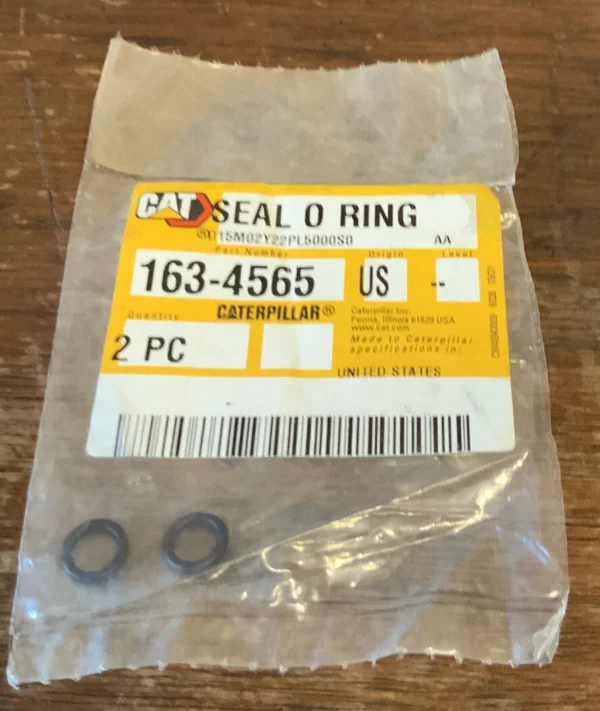 CAT SEAL O RING
15M02Y22PL5000S0 AA
Part Number Origin Level
163-4565 US --
Quantity CATERPILLAR®
Caterpillar Inc.
Peoria, Illinois 61629 USA
www.cat.com
2 PC
Made to Caterpillar
specifications in:
UNITED STATES